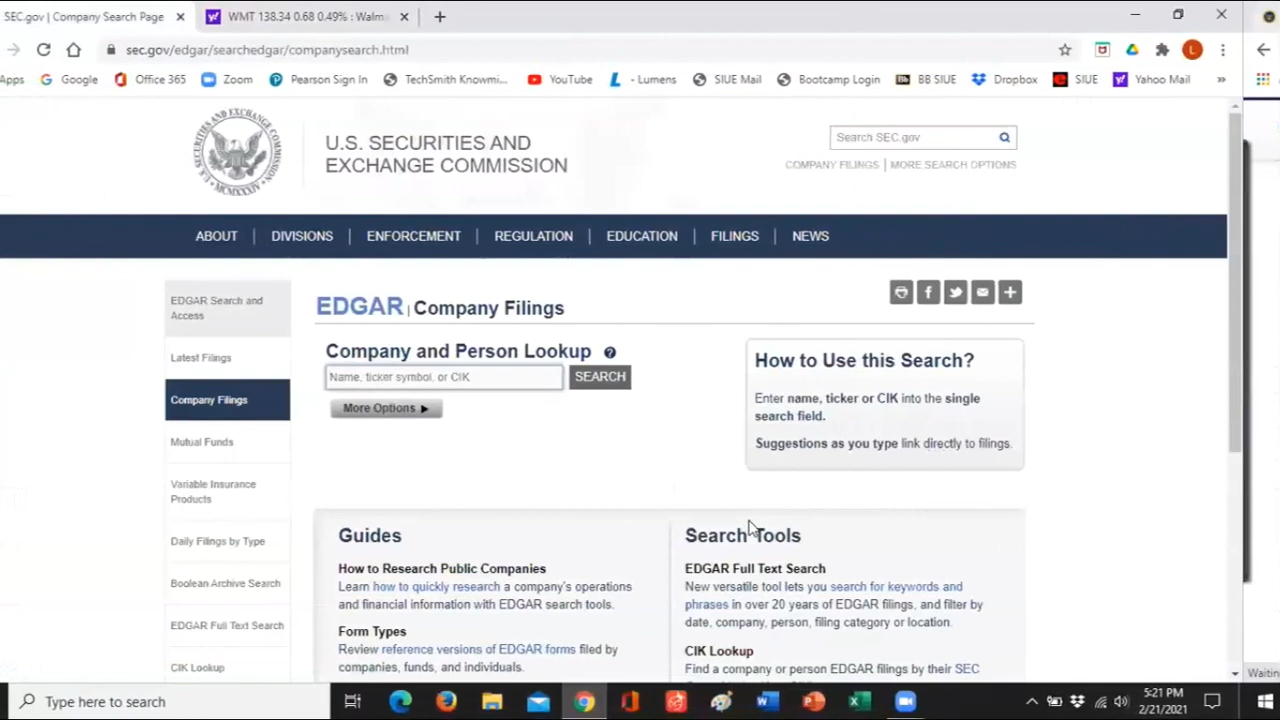 SEC.gov | Company Search Page
WMT 138.34 0.68 0.49% : Walm
sec.gov/edgar/searchedgar/companysearch.html
L
Apps
Google
Office 365
Zoom
Pearson Sign In
TechSmith Knowmi...
YouTube
- Lumens
SIUE Mail
Bootcamp Login
BB SIUE
Dropbox
SIUE
Yahoo Mail
»
U.S. SECURITIES AND
EXCHANGE COMMISSION
Search SEC.gov
COMPANY FILINGS | MORE SEARCH OPTIONS
ABOUT | DIVISIONS | ENFORCEMENT | REGULATION | EDUCATION | FILINGS | NEWS
EDGAR Search and
Access
Latest Filings
Company Filings
Mutual Funds
Variable Insurance
Products
Daily Filings by Type
Boolean Archive Search
EDGAR Full Text Search
CIK Lookup
EDGAR | Company Filings
Company and Person Lookup
Name, ticker symbol, or CIK
SEARCH
More Options
How to Use this Search?
Enter name, ticker or CIK into the single
search field.
Suggestions as you type link directly to filings.
Guides
How to Research Public Companies
Learn how to quickly research a company's operations
and financial information with EDGAR search tools.
Form Types
Review reference versions of EDGAR forms filed by
companies, funds, and individuals.
Search Tools
EDGAR Full Text Search
New versatile tool lets you search for keywords and
phrases in over 20 years of EDGAR filings, and filter by
date, company, person, filing category or location.
CIK Lookup
Find a company or person EDGAR filings by their SEC
Waitin
Type here to search
5:21 PM
2/21/2021